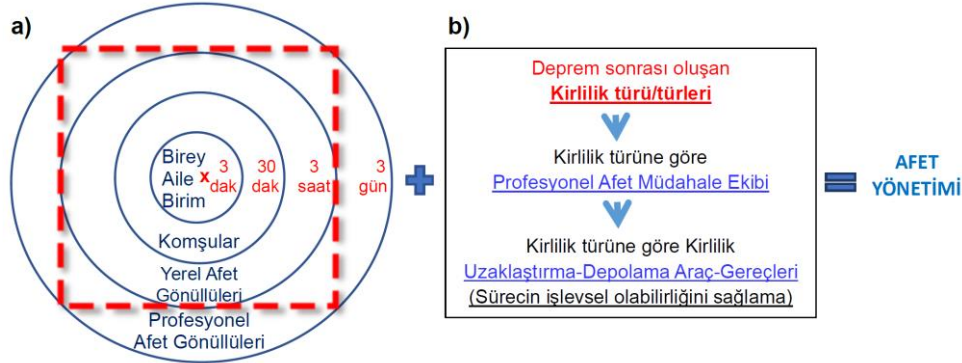 a)
Birey
Aile
Birim
x
3
dak
30
dak
3
saat
3
gün
Komşular
Yerel Afet
Gönüllüleri
Profesyonel
Afet Gönüllüleri
b)
Deprem sonrası oluşan
Kirlilik türü/türleri
Kirlilik türüne göre
Profesyonel Afet Müdahale Ekibi
Kirlilik türüne göre Kirlilik
Uzaklaştırma-Depolama Araç-Gereçleri
(Sürecin işlevsel olabilirliğini sağlama)
AFET
YÖNETİMİ